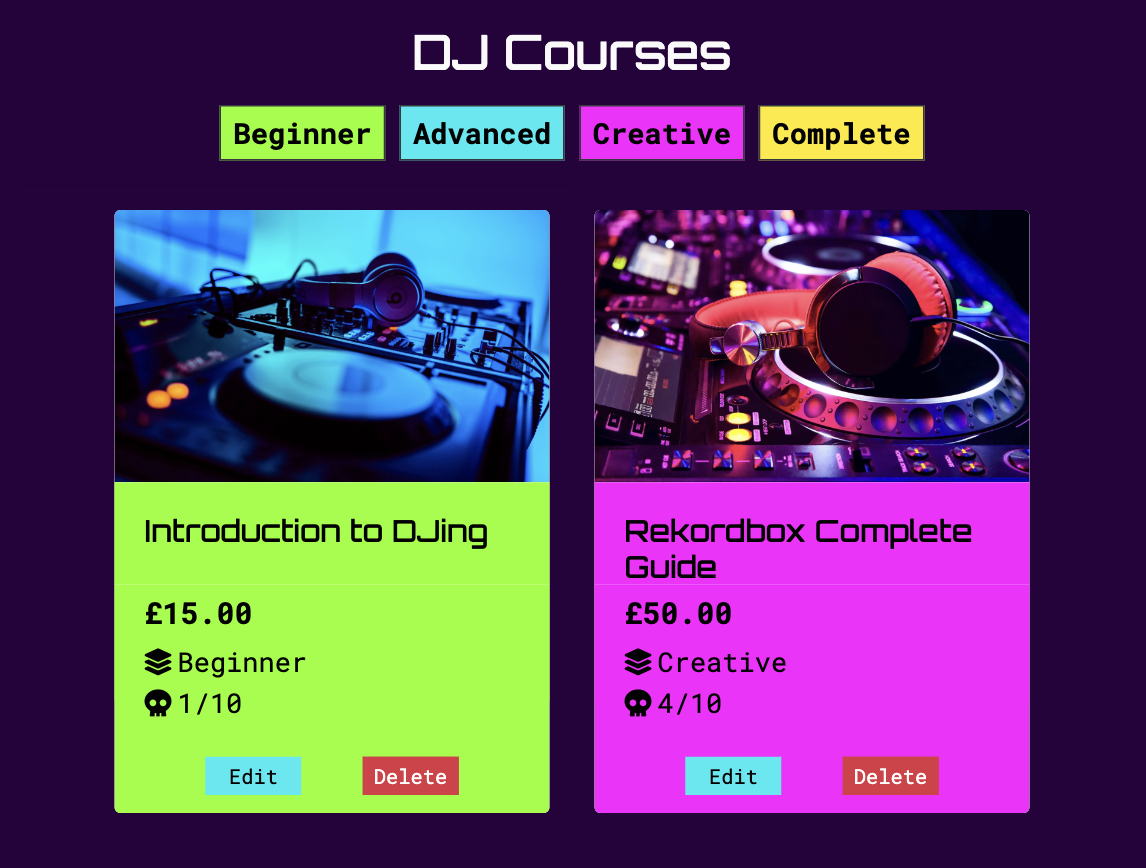 DJ Courses
Beginner Advanced Creative Complete
Introduction to DJing
£15.00
Beginner
1/10
Edit Delete
Rekordbox Complete
Guide
£50.00
Creative
4/10
Edit Delete